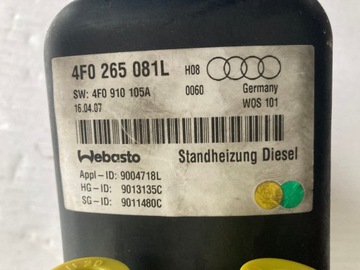 4F0 265 081L H08
SW: 4F0 910 105A 0060 Germany
16.04.07 WOS 101
Webasto Standheizung Diesel
Appl-ID: 9004718L
HG-ID: 9013135C
SG-ID: 9011480C